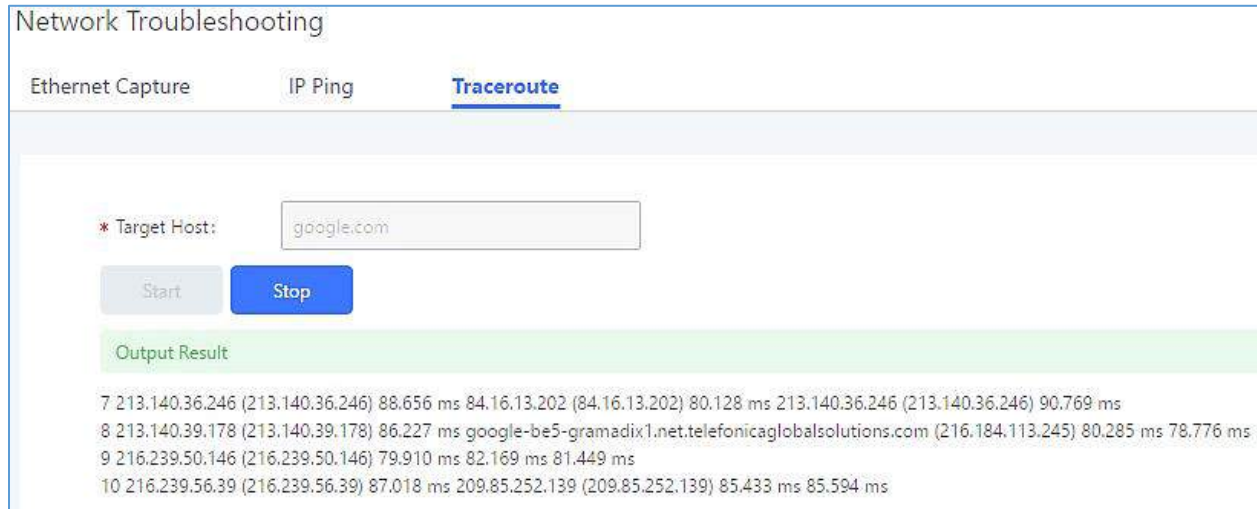 Network Troubleshooting
Ethernet Capture IP Ping Traceroute
* Target Host: google.com
Start Stop
Output Result
7 213.140.36.246 (213.140.36.246) 88.656 ms 84.16.13.202 (84.16.13.202) 80.128 ms 213.140.36.246 (213.140.36.246) 90.769 ms
8 213.140.39.178 (213.140.39.178) 86.227 ms google-be5-gramadix1.net.telefonicaglobalsolutions.com (216.184.113.245) 80.285 ms 78.776 ms
9 216.239.50.146 (216.239.50.146) 79.910 ms 82.169 ms 81.449 ms
10 216.239.56.39 (216.239.56.39) 87.018 ms 209.85.252.139 (209.85.252.139) 85.433 ms 85.594 ms